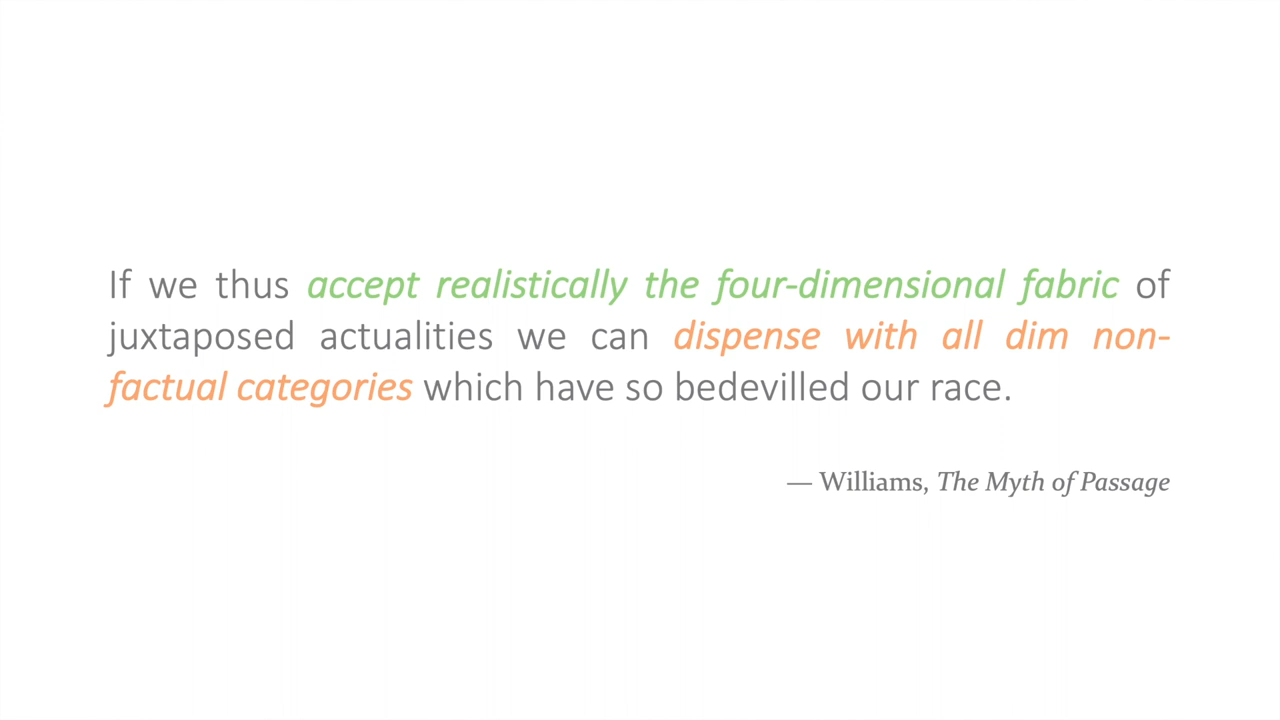 If we thus accept realistically the four-dimensional fabric of
juxtaposed actualities we can dispense with all dim non-
factual categories which have so bedevilled our race.
— Williams, The Myth of Passage